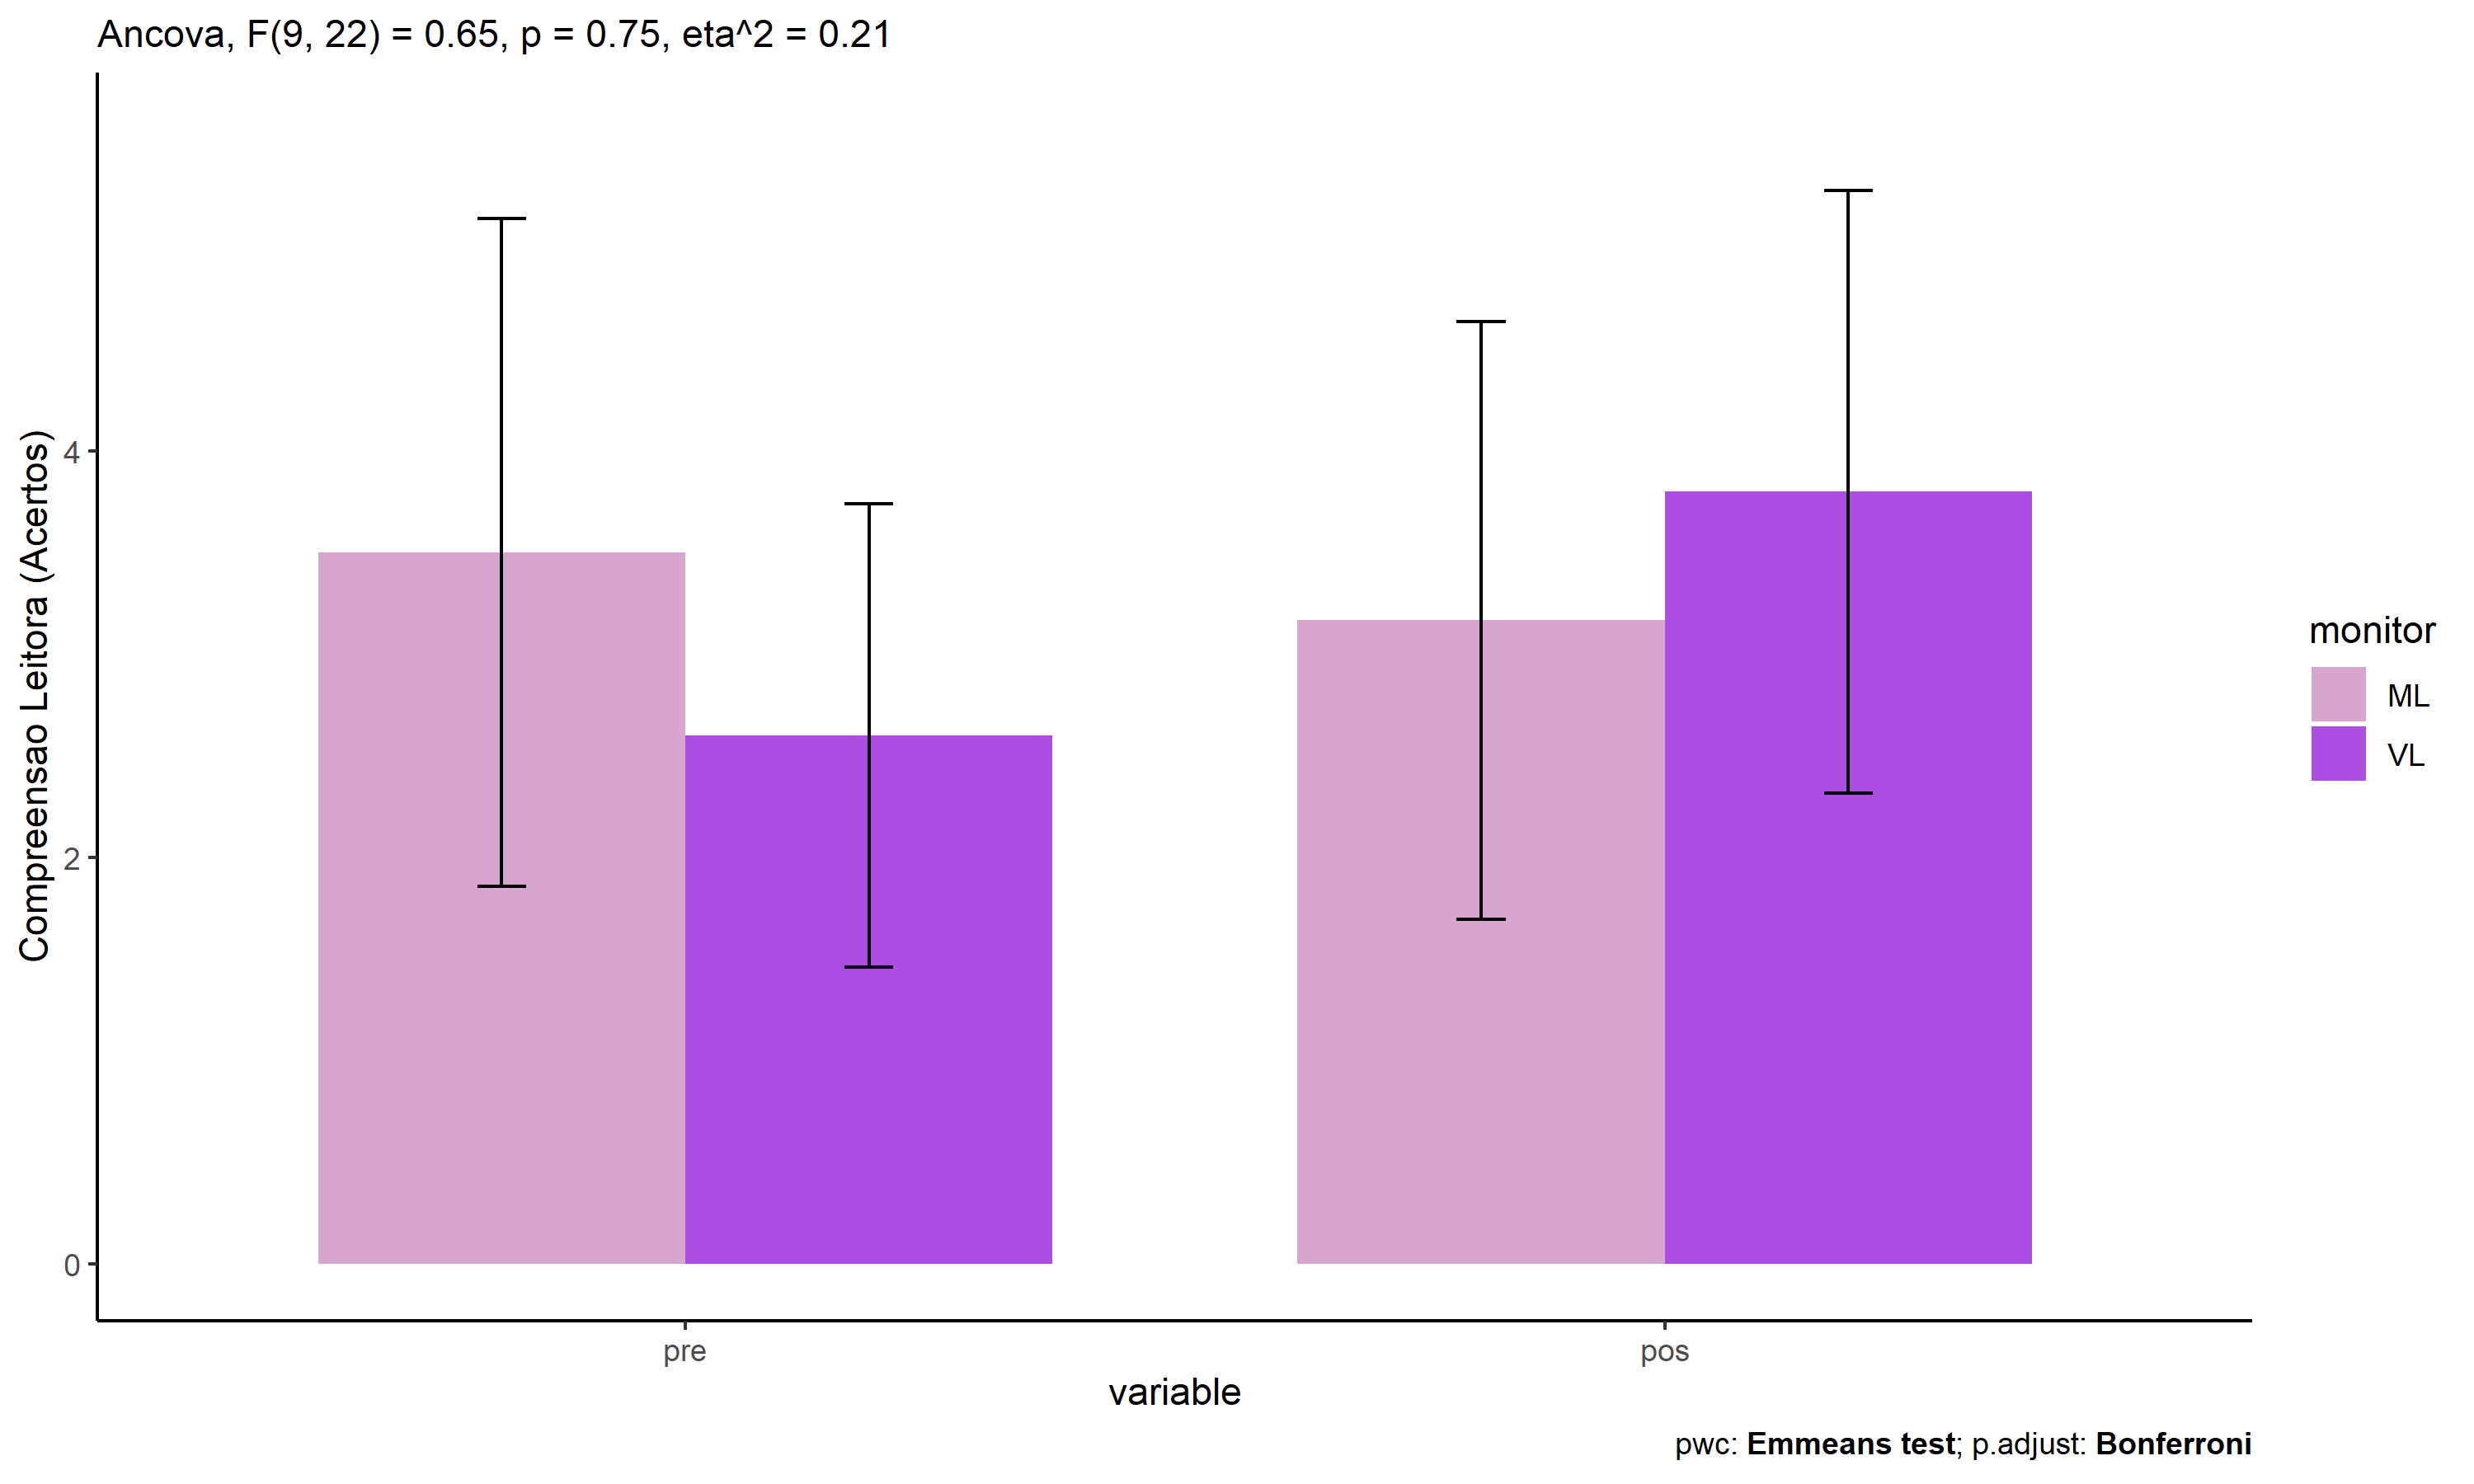 Ancova, F(9, 22) = 0.65, p = 0.75, eta^2 = 0.21
Compreensao Leitora (Acertos)
4
2
0
pre
pos
variable
monitor
ML
VL
pwc: Emmeans test; p.adjust: Bonferroni